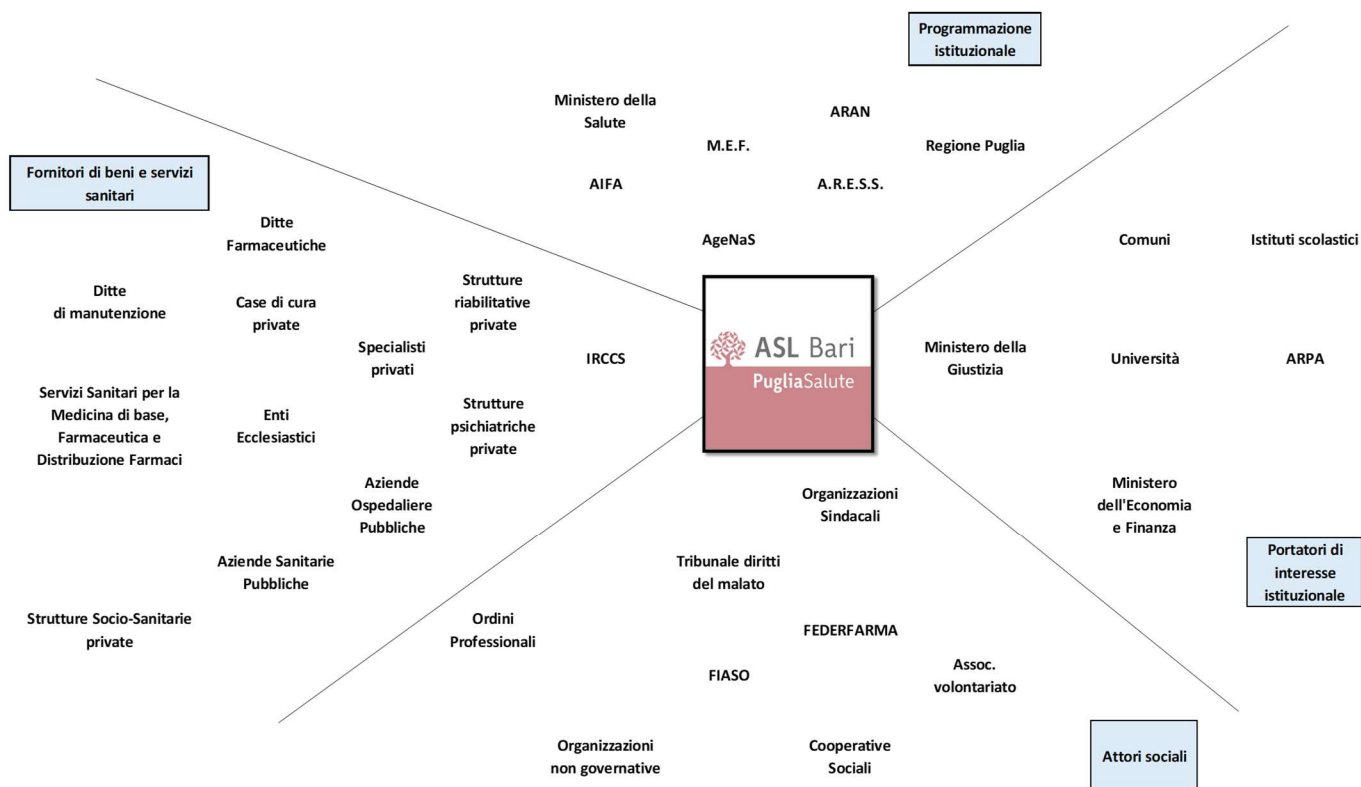 Programmazione
istituzionale
Ministero della
Salute
ARAN
M.E.F.
Regione Puglia
AIFA
A.R.E.S.S.
AgeNaS
Fornitori di beni e servizi
sanitari
Ditte
Farmaceutiche
Ditte
di manutenzione
Case di cura
private
Strutture
riabilitative
private
Specialisti
privati
IRCCS
Servizi Sanitari per la
Medicina di base,
Farmaceutica e
Distribuzione Farmaci
Enti
Ecclesiastici
Strutture
psichiatriche
private
Aziende
Ospedaliere
Pubbliche
Aziende Sanitarie
Pubbliche
Strutture Socio-Sanitarie
private
ASL Bari
PugliaSalute
Comuni
Istituti scolastici
Ministero della
Giustizia
Università
ARPA
Ministero
dell'Economia
e Finanza
Portatori di
interesse
istituzionale
Organizzazioni
Sindacali
Tribunale diritti
del malato
Ordini
Professionali
FEDERFARMA
FIASO
Assoc.
volontariato
Organizzazioni
non governative
Cooperative
Sociali
Attori sociali